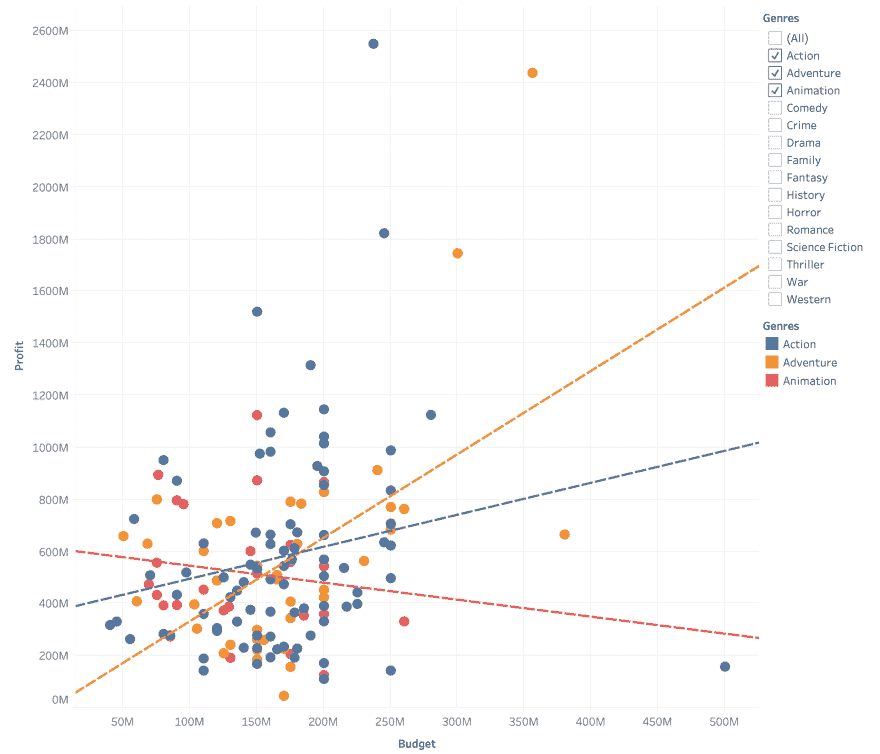 Genres
(All)
Action
Adventure
Animation
Comedy
Crime
Drama
Family
Fantasy
History
Horror
Romance
Science Fiction
Thriller
War
Western
Genres
Action
Adventure
Animation
Profit
2600M
2400M
2200M
2000M
1800M
1600M
1400M
1200M
1000M
800M
600M
400M
200M
0M
50M 100M 150M 200M 250M 300M 350M 400M 450M 500M
Budget